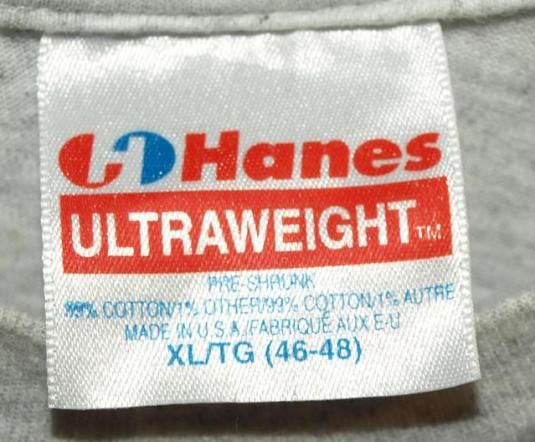 Hanes
ULTRAWEIGHT™
PRE-SHRUNK
99% COTTON/1% OTHER/99% COTTON/1% AUTRE
MADE IN U.S.A./FABRIQUÉ AUX E-U
XL/TG (46-48)